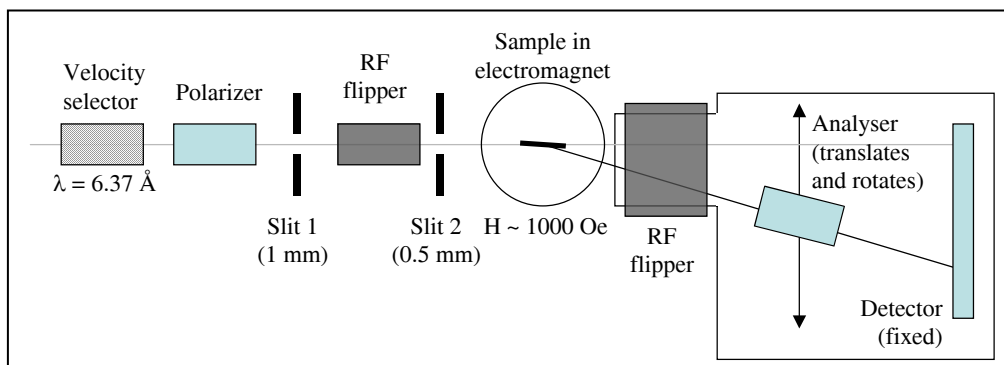 Velocity
selector
λ = 6.37 Å
Polarizer
Slit 1
(1 mm)
RF
flipper
Slit 2
(0.5 mm)
Sample in
electromagnet
H ~ 1000 Oe
RF
flipper
Analyser
(translates
and rotates)
Detector
(fixed)